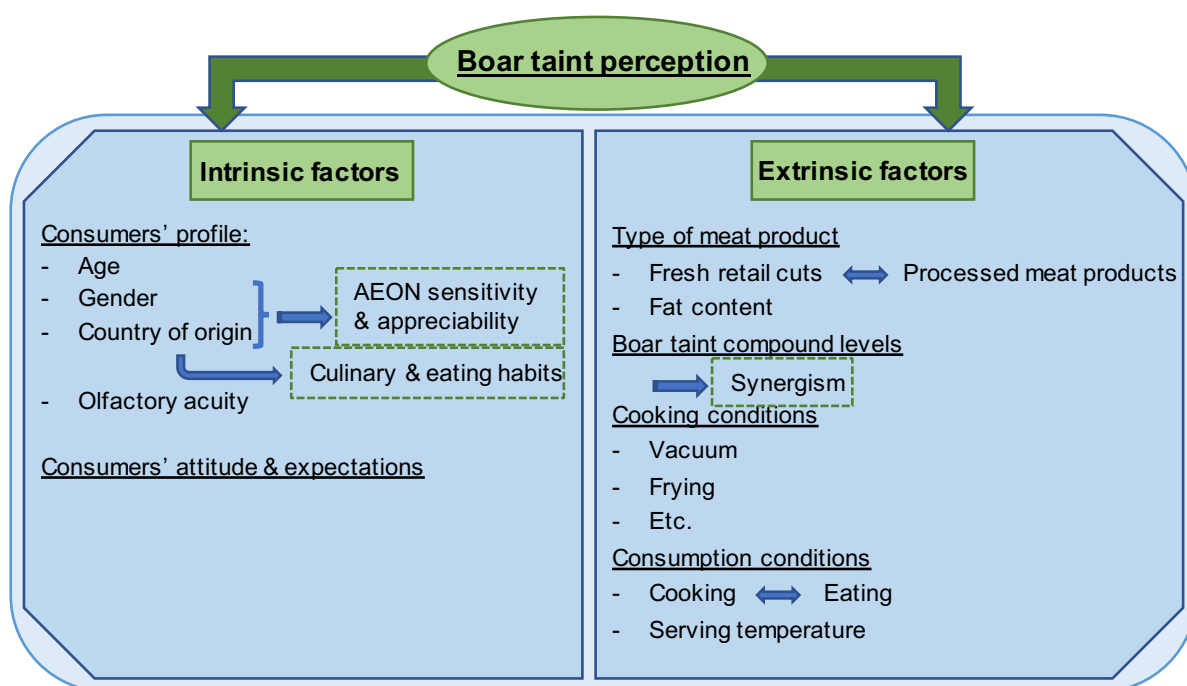 Boar taint perception
Intrinsic factors
Consumers’ profile:
- Age
- Gender
- Country of origin
AEON sensitivity
& appreciability
Culinary & eating habits
- Olfactory acuity
Consumers’ attitude & expectations
Extrinsic factors
Type of meat product
- Fresh retail cuts
Processed meat products
- Fat content
Boar taint compound levels
Synergism
Cooking conditions
- Vacuum
- Frying
- Etc.
Consumption conditions
- Cooking
Eating
- Serving temperature